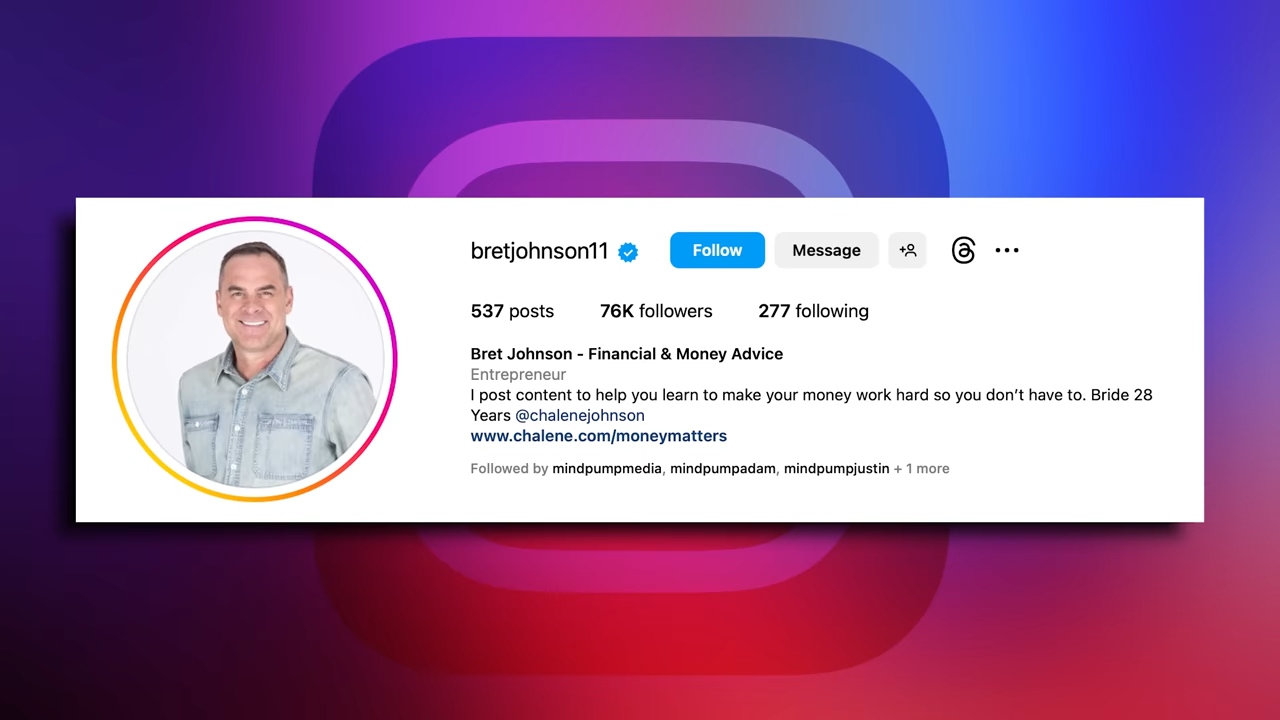 bretjohnson11 Follow Message
537 posts 76K followers 277 following
Bret Johnson - Financial & Money Advice
Entrepreneur
I post content to help you learn to make your money work hard so you don’t have to. Bride 28
Years @chalenejohnson
www.chalene.com/moneymatters
Followed by mindpumpmedia, mindpumpadam, mindpumpjustin + 1 more